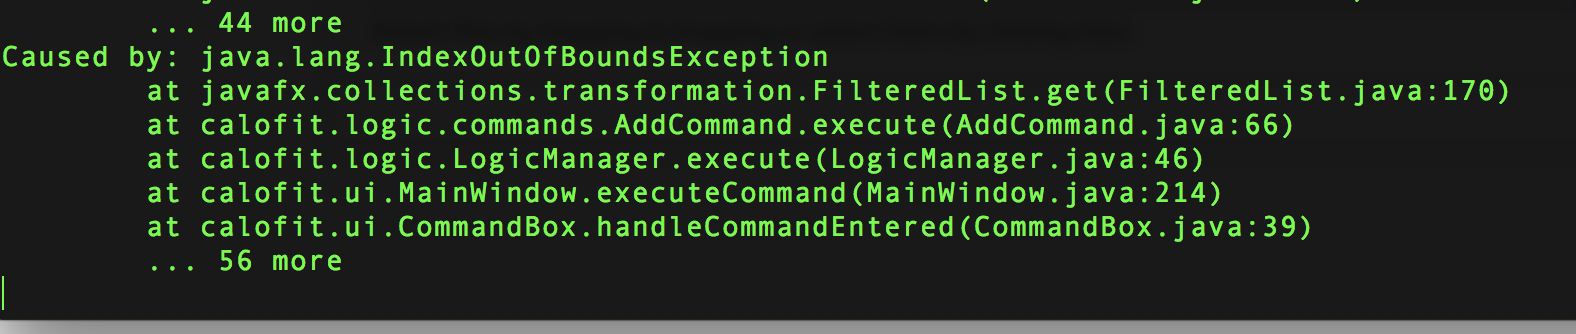 ... 44 more
Caused by: java.lang.IndexOutOfBoundsException
at javafx.collections.transformation.FilteredList.get(FilteredList.java:170)
at calofit.logic.commands.AddCommand.execute(AddCommand.java:66)
at calofit.logic.LogicManager.execute(LogicManager.java:46)
at calofit.ui.MainWindow.executeCommand(MainWindow.java:214)
at calofit.ui.CommandBox.handleCommandEntered(CommandBox.java:39)
... 56 more